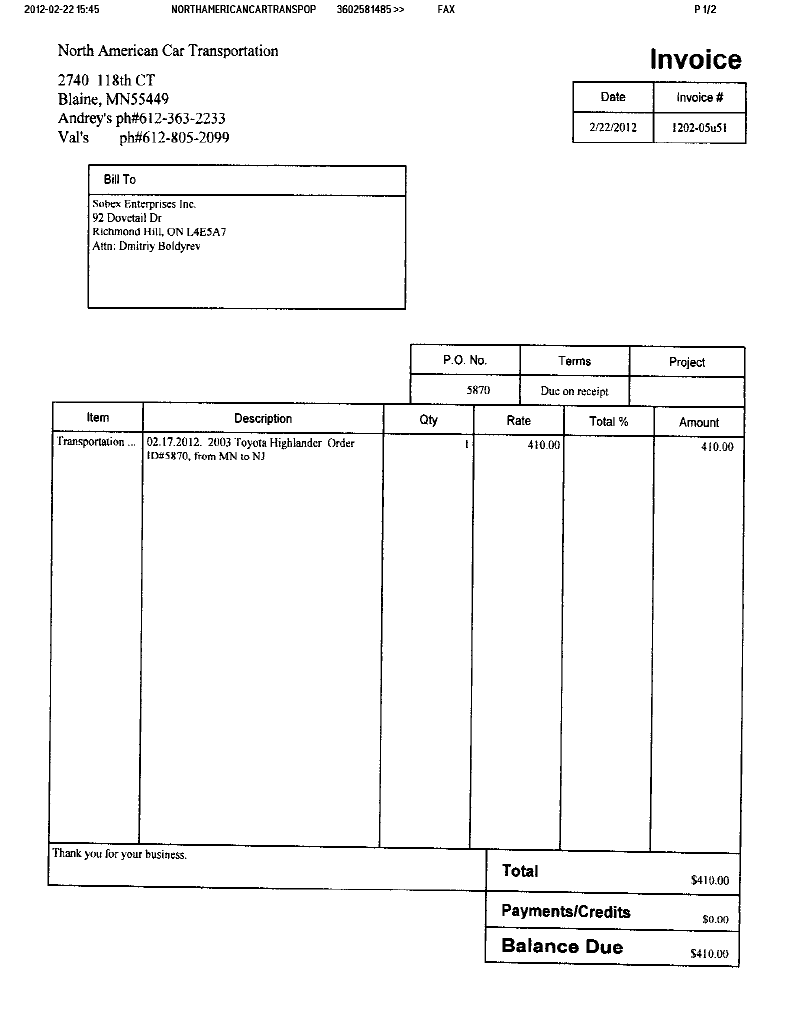 2012-02-22 15:45 NORTHAMERICANCARTRANSPOP 3602581485 >> FAX P 1/2
North American Car Transportation
Invoice
2740 118th CT
Blaine, MN55449
Andrey's ph#612-363-2233
Val's ph#612-805-2099
Date Invoice #
2/22/2012 1202-05u51
Bill To
Sobex Enterprises Inc.
92 Dovetail Dr
Richmond Hill, ON L4E5A7
Attn: Dmitriy Boldyrev
P.O. No. Terms Project
5870 Due on receipt
Item Description Qty Rate Total % Amount
Transportation ... 02.17.2012. 2003 Toyota Highlander Order 1 410.00 410.00
ID#5870, from MN to NJ
Thank you for your business.
Total $410.00
Payments/Credits $0.00
Balance Due $410.00